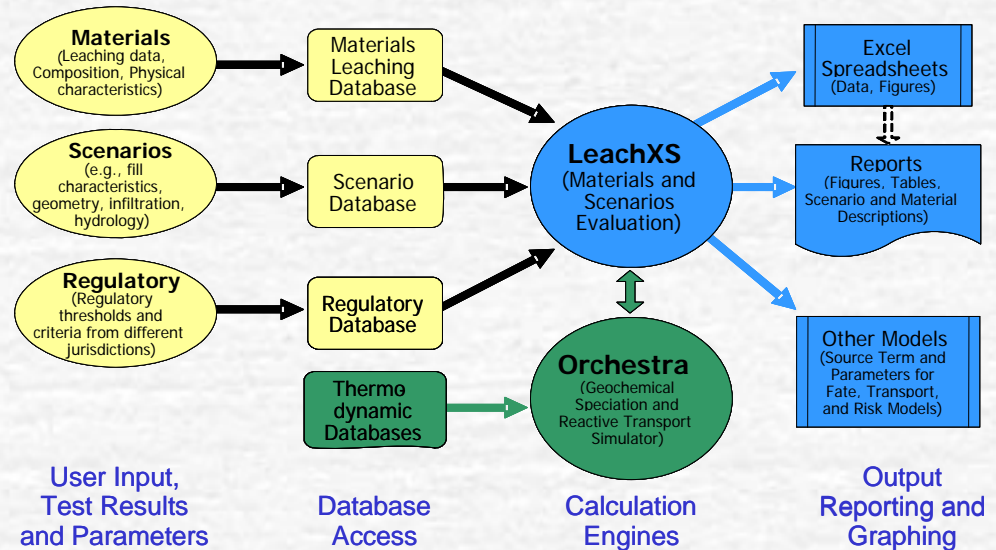 Materials
(Leaching data,
Composition, Physical
characteristics)
Materials
Leaching
Database
Excel
Spreadsheets
(Data, Figures)
Scenarios
(e.g., fill
characteristics,
geometry, infiltration,
hydrology)
Scenario
Database
LeachXS
(Materials and
Scenarios
Evaluation)
Reports
(Figures, Tables,
Scenario and Material
Descriptions)
Regulatory
(Regulatory
thresholds and
criteria from different
jurisdictions)
Regulatory
Database
Thermo
dynamic
Databases
Orchestra
(Geochemical
Speciation and
Reactive Transport
Simulator)
Other Models
(Source Term and
Parameters for
Fate, Transport,
and Risk Models)
User Input,
Test Results
and Parameters
Database
Access
Calculation
Engines
Output
Reporting and
Graphing